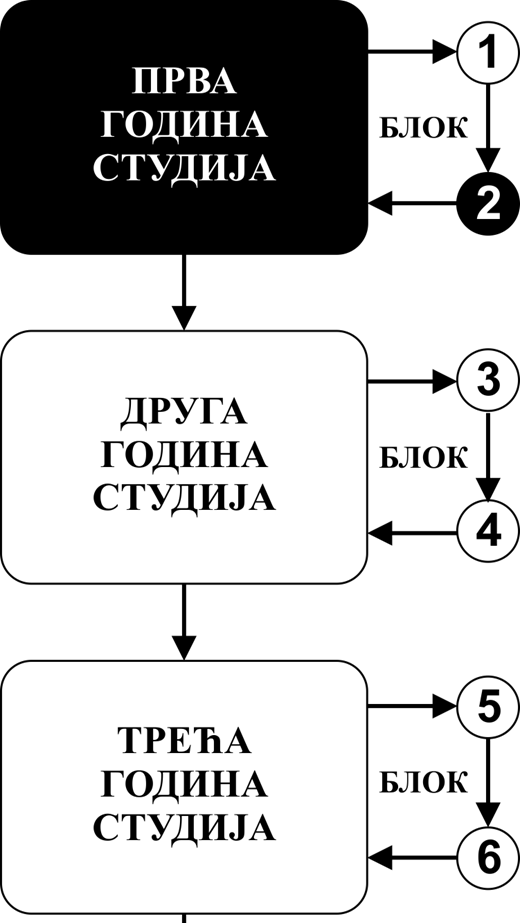 ПРВА
ГОДИНА
СТУДИЈА
1
БЛОК
2
ДРУГА
ГОДИНА
СТУДИЈА
3
БЛОК
4
ТРЕЋА
ГОДИНА
СТУДИЈА
5
БЛОК
6